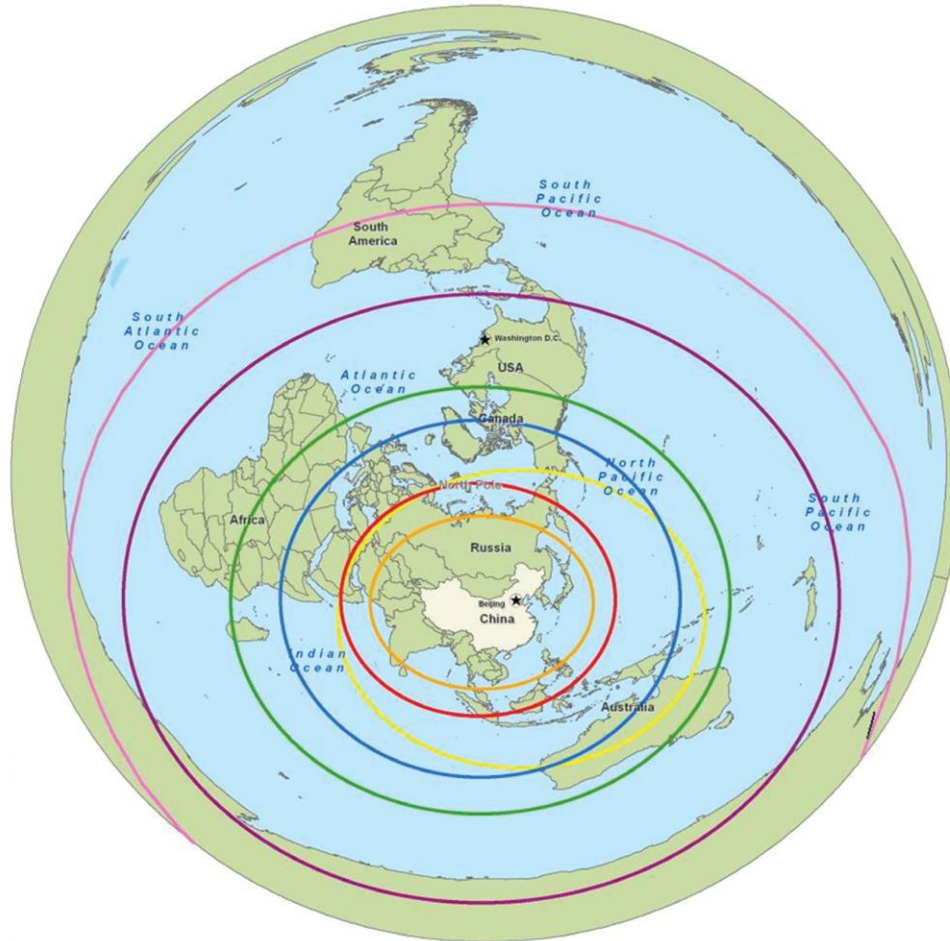 South
Pacific
Ocean
South
America
South
Atlantic
Ocean
Washington D.C.
USA
Atlantic
Ocean
Canada
North
Pacific
Ocean
North Pole
South
Pacific
Ocean
Africa
Russia
Beijing
China
Indian
Ocean
Australia